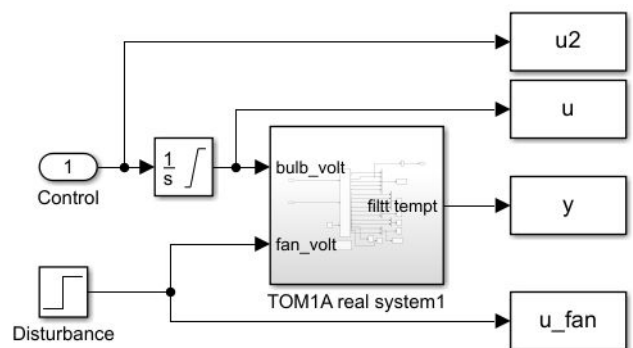 u2
u
1
Control
1
s
bulb_volt
filtt tempt
y
fan_volt
TOM1A real system1
Disturbance
u_fan